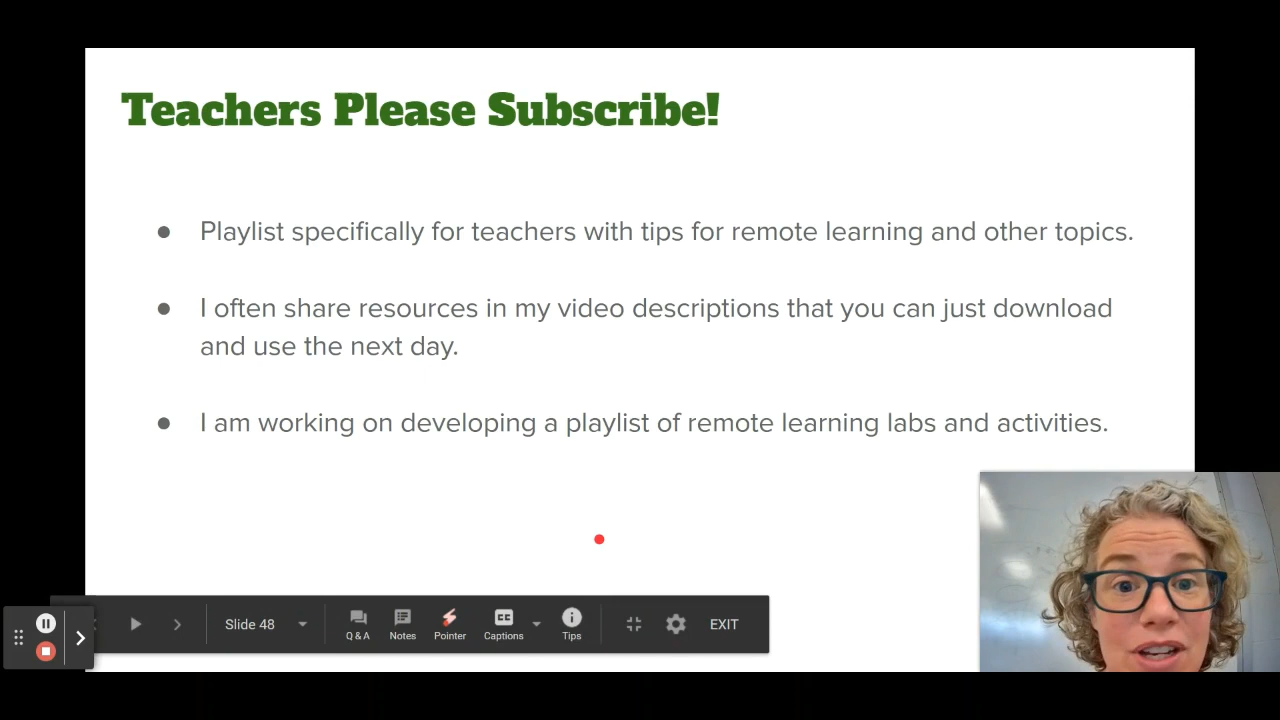 Teachers Please Subscribe!
● Playlist specifically for teachers with tips for remote learning and other topics.
● I often share resources in my video descriptions that you can just download
and use the next day.
● I am working on developing a playlist of remote learning labs and activities.
Slide 48
Q & A
Notes
Pointer
CC
Captions
Tips
EXIT